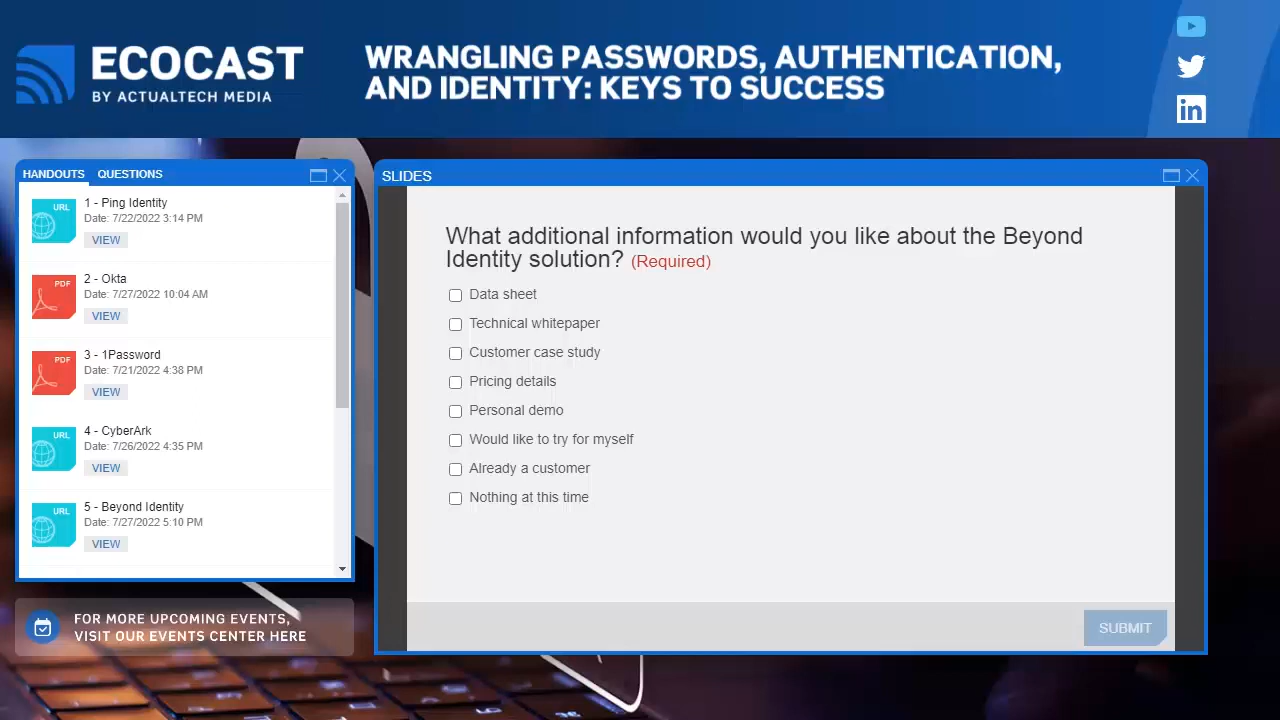 ECOCAST
BY ACTUALTECH MEDIA
WRANGLING PASSWORDS, AUTHENTICATION,
AND IDENTITY: KEYS TO SUCCESS
in
HANDOUTS QUESTIONS
URL
1 - Ping Identity
Date: 7/22/2022 3:14 PM
VIEW
PDF
2 - Okta
Date: 7/27/2022 10:04 AM
VIEW
PDF
3 - 1Password
Date: 7/21/2022 4:38 PM
VIEW
URL
4 - CyberArk
Date: 7/26/2022 4:35 PM
VIEW
URL
5 - Beyond Identity
Date: 7/27/2022 5:10 PM
VIEW
FOR MORE UPCOMING EVENTS,
VISIT OUR EVENTS CENTER HERE
SLIDES
What additional information would you like about the Beyond
Identity solution? (Required)
Data sheet
Technical whitepaper
Customer case study
Pricing details
Personal demo
Would like to try for myself
Already a customer
Nothing at this time
SUBMIT